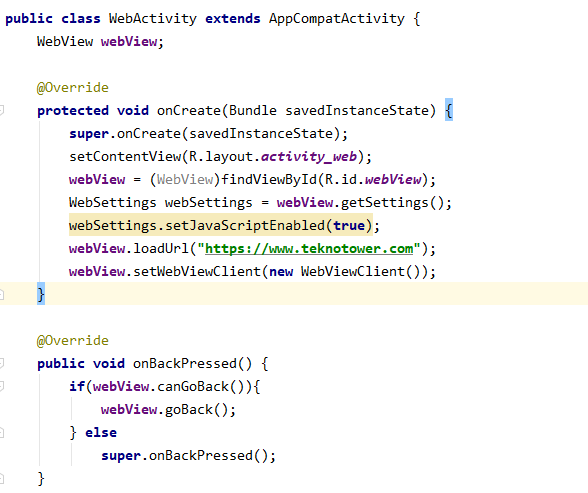 public class WebActivity extends AppCompatActivity {
    WebView webView;

    @Override
    protected void onCreate(Bundle savedInstanceState) {
        super.onCreate(savedInstanceState);
        setContentView(R.layout.activity_web);
        webView = (WebView)findViewById(R.id.webView);
        WebSettings webSettings = webView.getSettings();
        webSettings.setJavaScriptEnabled(true);
        webView.loadUrl("https://www.teknotower.com");
        webView.setWebViewClient(new WebViewClient());
    }

    @Override
    public void onBackPressed() {
        if(webView.canGoBack()){
            webView.goBack();
        } else
            super.onBackPressed();
    }